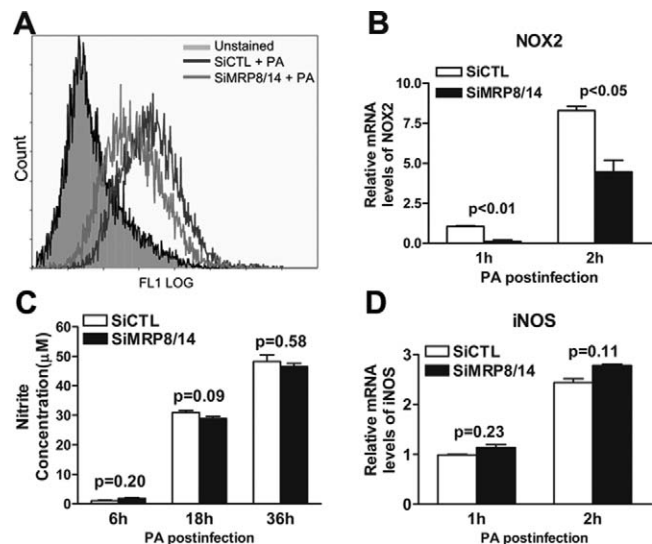 A
Unstained
SiCTL + PA
SiMRP8/14 + PA
Count
FL1 LOG
B
NOX2
SiCTL
SiMRP8/14
Relative mRNA
levels of NOX2
10.0
7.5
5.0
2.5
0.0
p<0.01
p<0.05
1h
2h
PA postinfection
C
SiCTL
SiMRP8/14
Nitrite
Concentration(μM)
60
50
40
30
20
10
0
p=0.20
p=0.09
p=0.58
6h
18h
36h
PA postinfection
D
iNOS
SiCTL
SiMRP8/14
Relative mRNA
levels of iNOS
3
2
1
0
p=0.23
p=0.11
1h
2h
PA postinfection